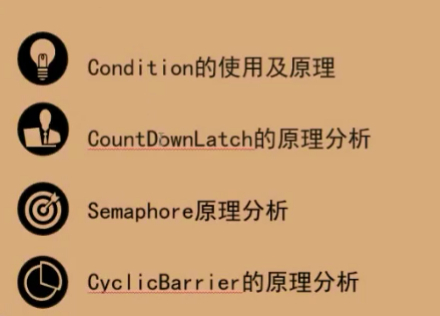 Condition的使用及原理
CountDownLatch的原理分析
Semaphore原理分析
CyclicBarrier的原理分析